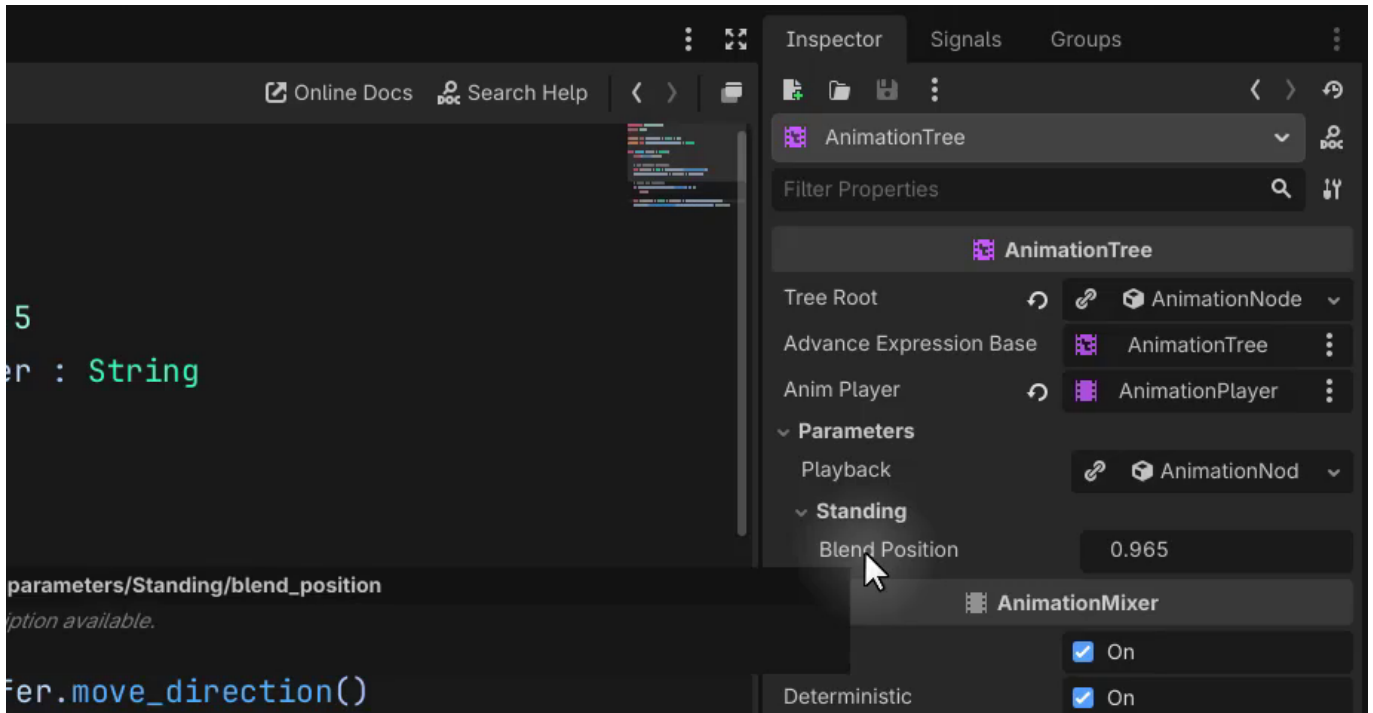 Inspector Signals Groups
Online Docs Search Help
AnimationTree
DOC
Filter Properties
AnimationTree
Tree Root AnimationNode
5
Advance Expression Base AnimationTree
er : String
Anim Player AnimationPlayer
Parameters
Playback AnimationNod
Standing
Blend Position 0.965
parameters/Standing/blend_position
AnimationMixer
iption available.
On
fer.move_direction()
Deterministic On